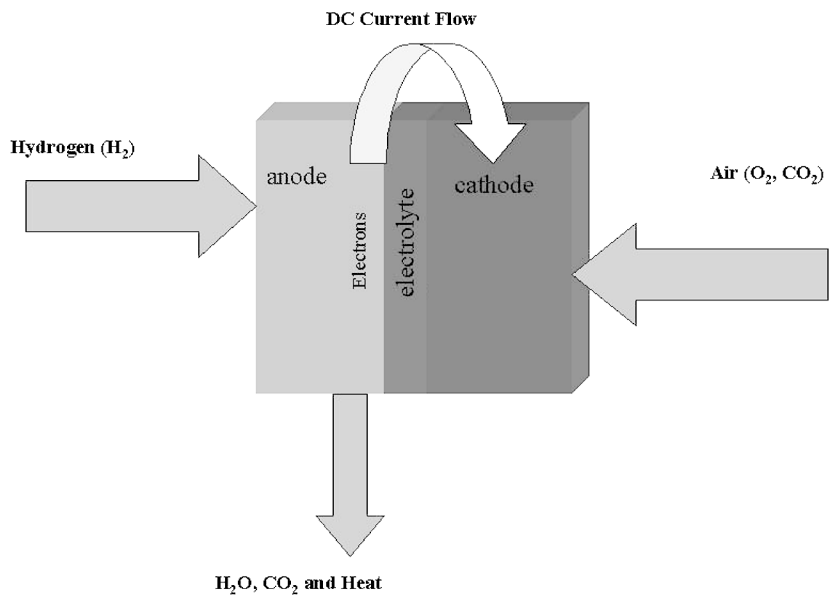 DC Current Flow
Hydrogen (H₂)
Air (O₂, CO₂)
anode
cathode
Electrons
electrolyte
H₂O, CO₂ and Heat